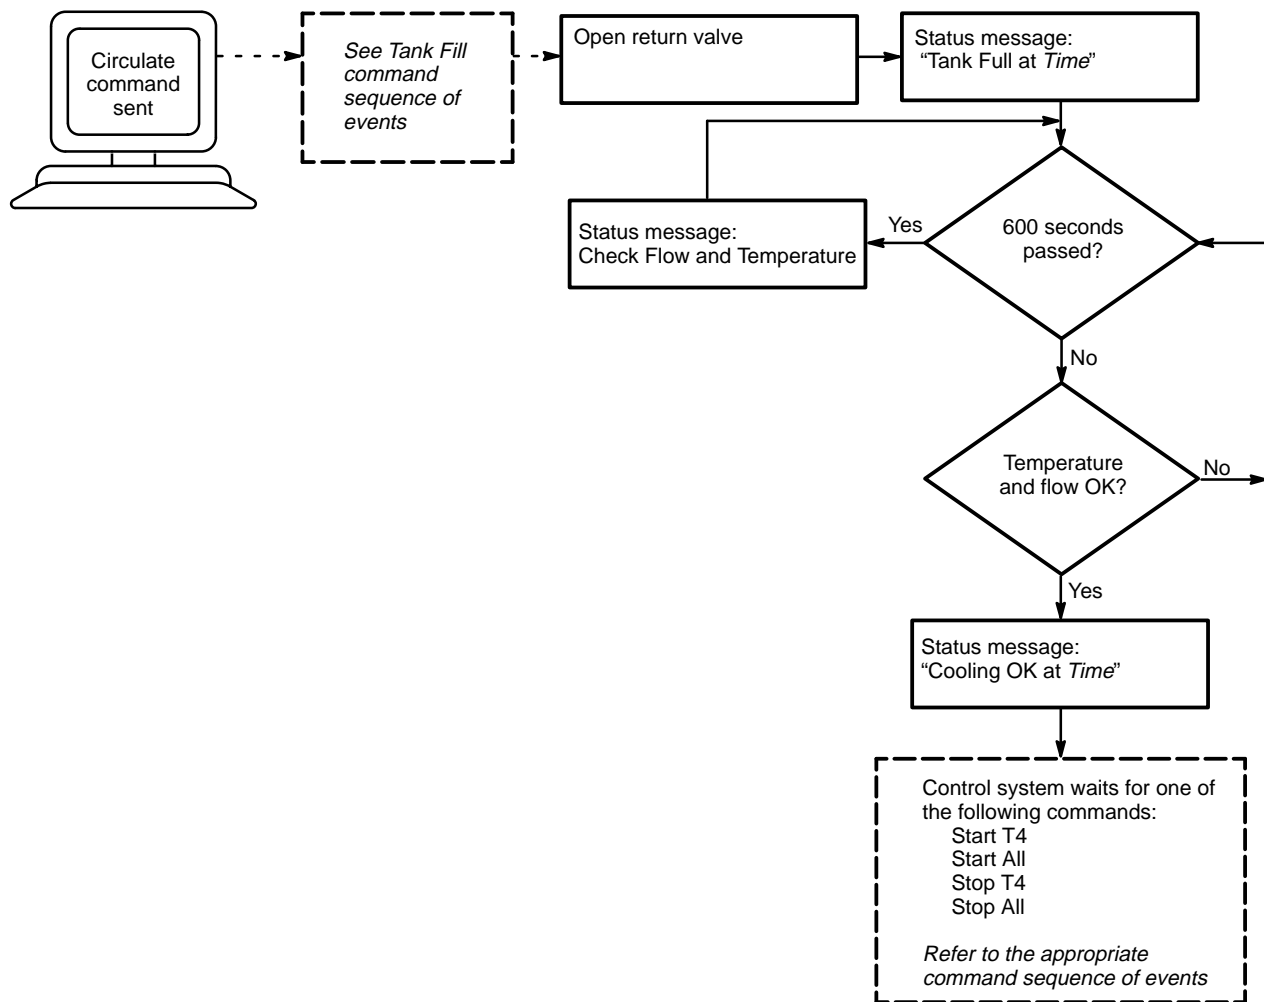 Circulate
command
sent
See Tank Fill
command
sequence of
events
Open return valve
Status message:
“Tank Full at Time”
Status message:
Check Flow and Temperature
Yes
600 seconds
passed?
No
Temperature
and flow OK?
No
Yes
Status message:
“Cooling OK at Time”
Control system waits for one of
the following commands:
Start T4
Start All
Stop T4
Stop All
Refer to the appropriate
command sequence of events